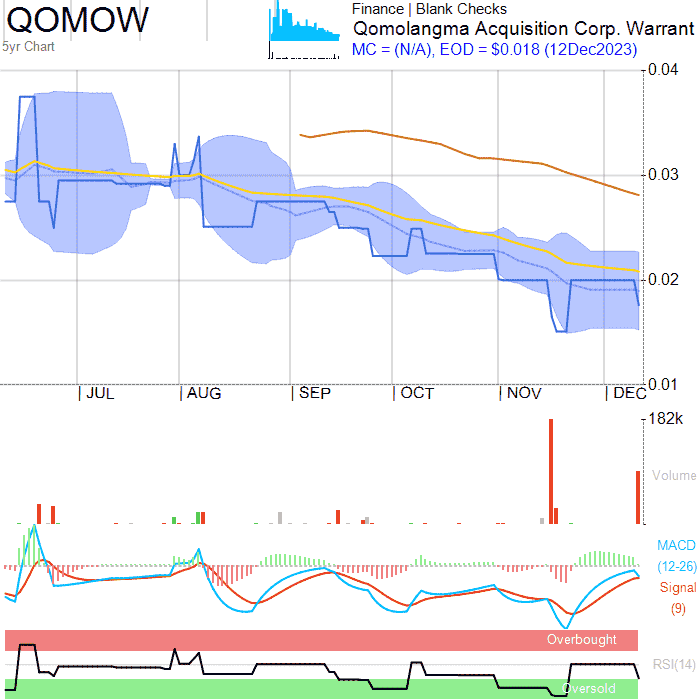 QOMOW
5yr Chart
Finance | Blank Checks
Qomolangma Acquisition Corp. Warrant
MC = (N/A), EOD = $0.018 (12Dec2023)
0.04
0.03
0.02
0.01
| JUL | AUG | SEP | OCT | NOV | DEC
182k
Volume
MACD
(12-26)
Signal
(9)
Overbought
RSI(14)
Oversold